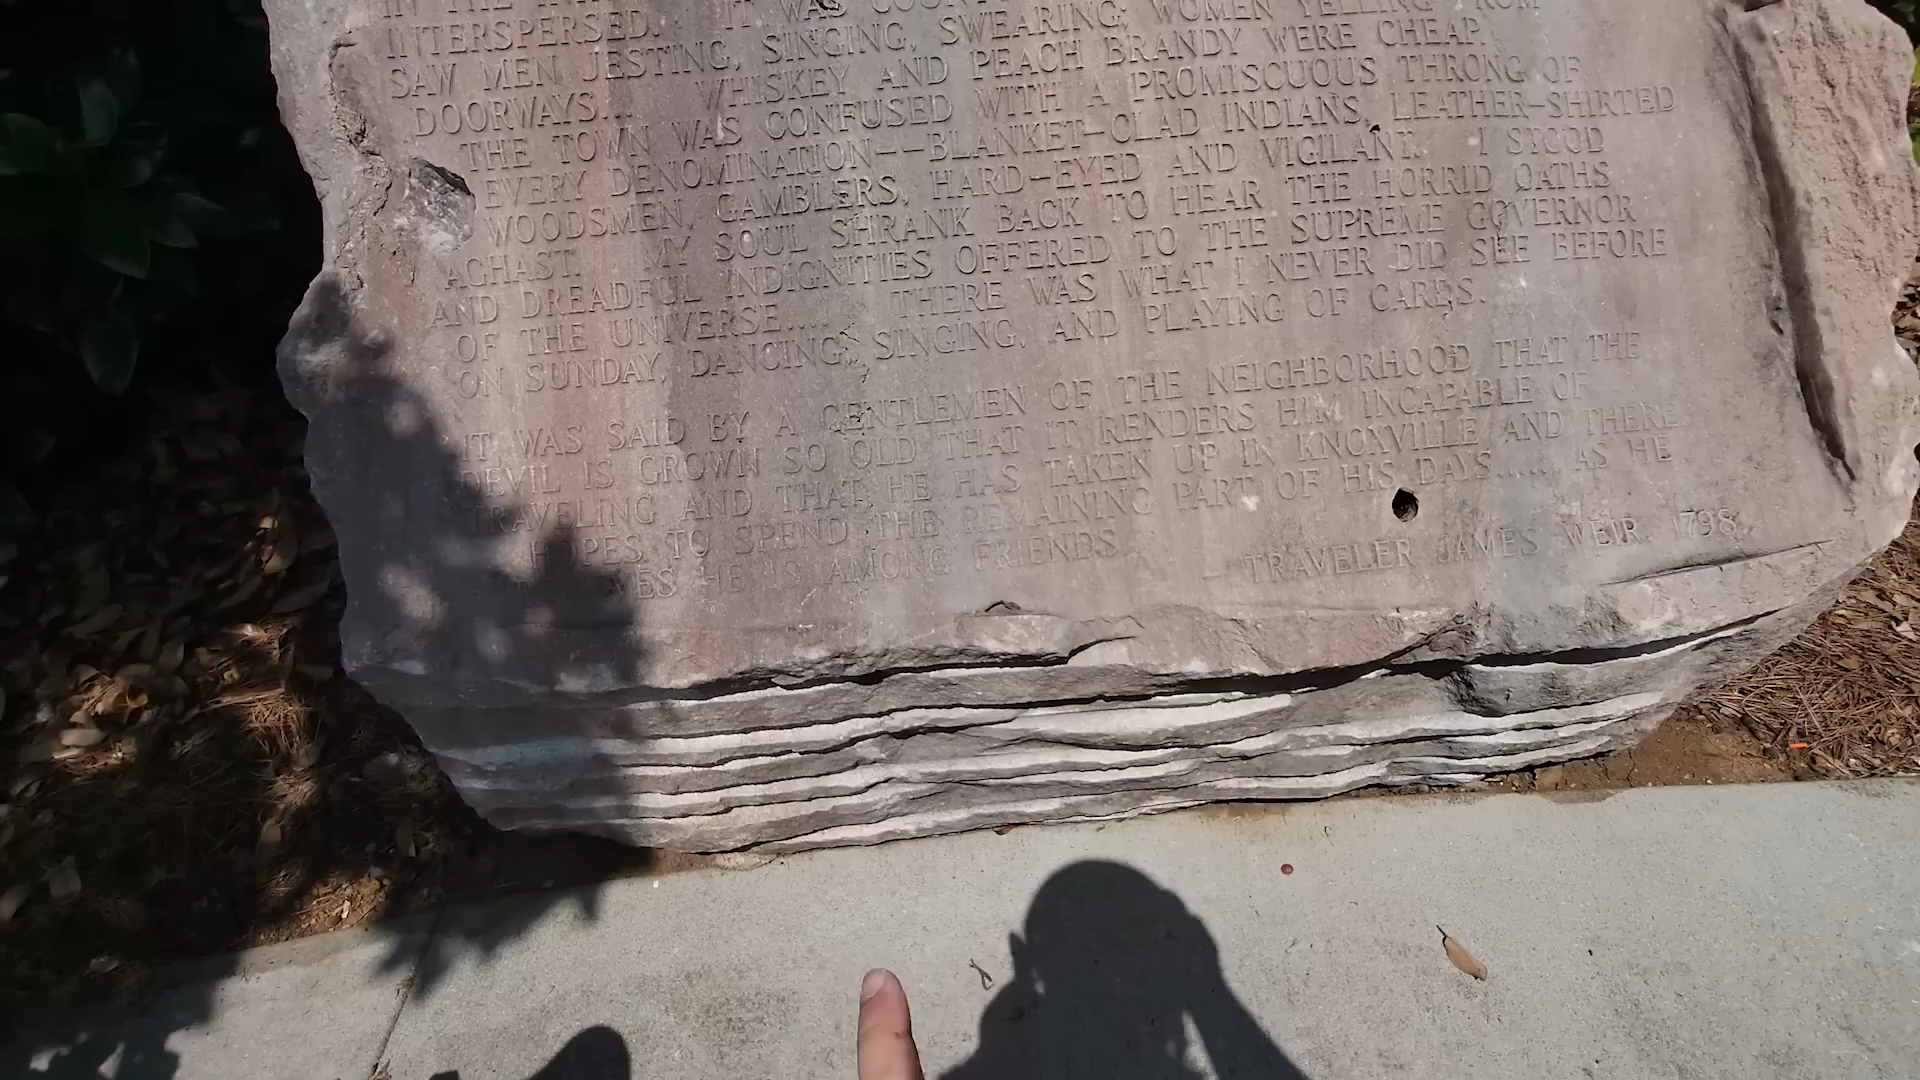 IN THE
INTERSPERSED. IT WAS COUN
SAW MEN JESTING, SINGING, SWEARING; WOMEN YELLING FROM
DOORWAYS... WHISKEY AND PEACH BRANDY WERE CHEAP.
THE TOWN WAS CONFUSED WITH A PROMISCUOUS THRONG OF
EVERY DENOMINATION--BLANKET-CLAD INDIANS, LEATHER-SHIRTED
WOODSMEN, GAMBLERS, HARD-EYED AND VIGILANT. I STOOD
AGHAST. MY SOUL SHRANK BACK TO HEAR THE HORRID OATHS
AND DREADFUL INDIGNITIES OFFERED TO THE SUPREME GOVERNOR
OF THE UNIVERSE.... THERE WAS WHAT I NEVER DID SEE BEFORE
ON SUNDAY, DANCING, SINGING, AND PLAYING OF CARDS.
IT WAS SAID BY A GENTLEMEN OF THE NEIGHBORHOOD THAT THE
DEVIL IS GROWN SO OLD THAT IT RENDERS HIM INCAPABLE OF
TRAVELING AND THAT HE HAS TAKEN UP IN KNOXVILLE AND THERE
HOPES TO SPEND THE REMAINING PART OF HIS DAYS..... AS HE
VES HE IS AMONG FRIENDS.
- TRAVELER JAMES WEIR, 1798